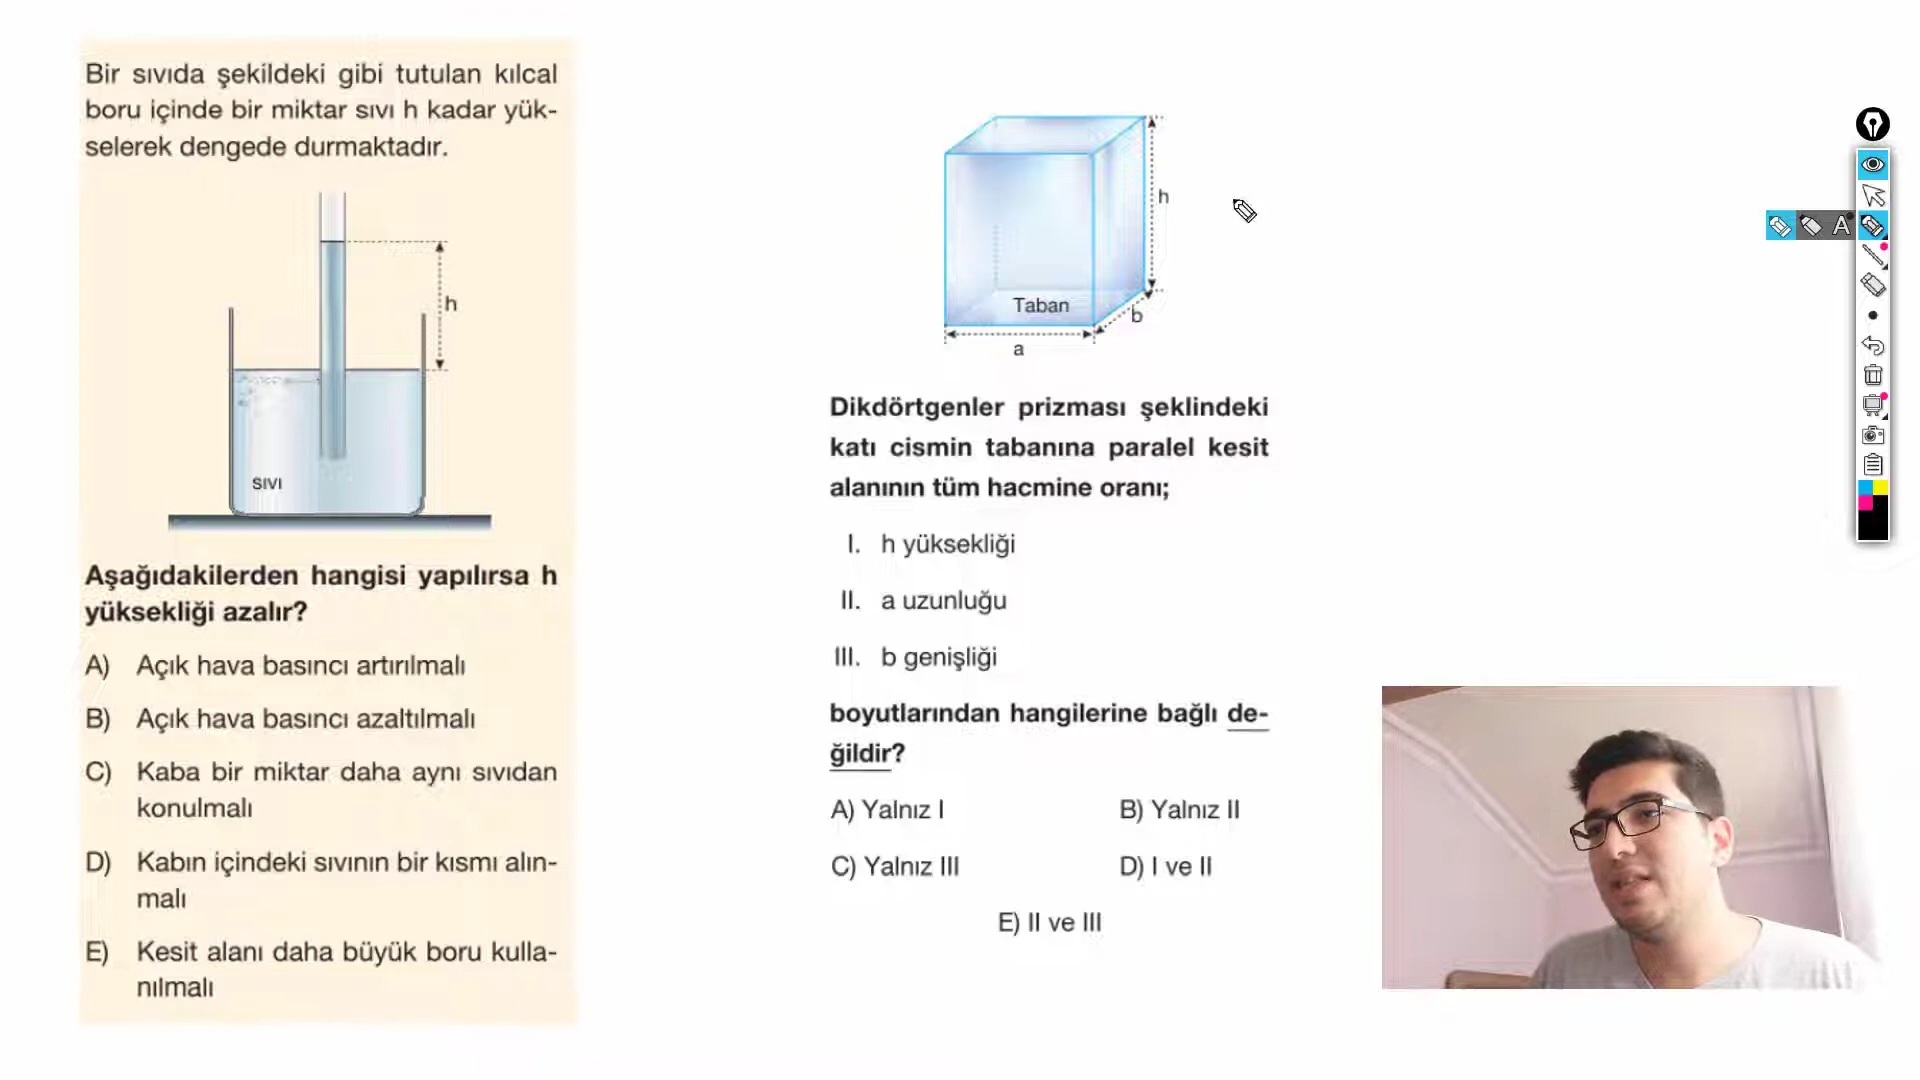 Bir sıvıda şekildeki gibi tutulan kılcal
boru içinde bir miktar sıvı h kadar yük-
selerek dengede durmaktadır.
h
SIVI
Aşağıdakilerden hangisi yapılırsa h
yüksekliği azalır?
A) Açık hava basıncı artırılmalı
B) Açık hava basıncı azaltılmalı
C) Kaba bir miktar daha aynı sıvıdan
konulmalı
D) Kabın içindeki sıvının bir kısmı alın-
malı
E) Kesit alanı daha büyük boru kulla-
nılmalı
h
Taban
b
a
Dikdörtgenler prizması şeklindeki
katı cismin tabanına paralel kesit
alanının tüm hacmine oranı;
I. h yüksekliği
II. a uzunluğu
III. b genişliği
boyutlarından hangilerine bağlı de-
ğildir?
A) Yalnız I B) Yalnız II
C) Yalnız III D) I ve II
E) II ve III
A